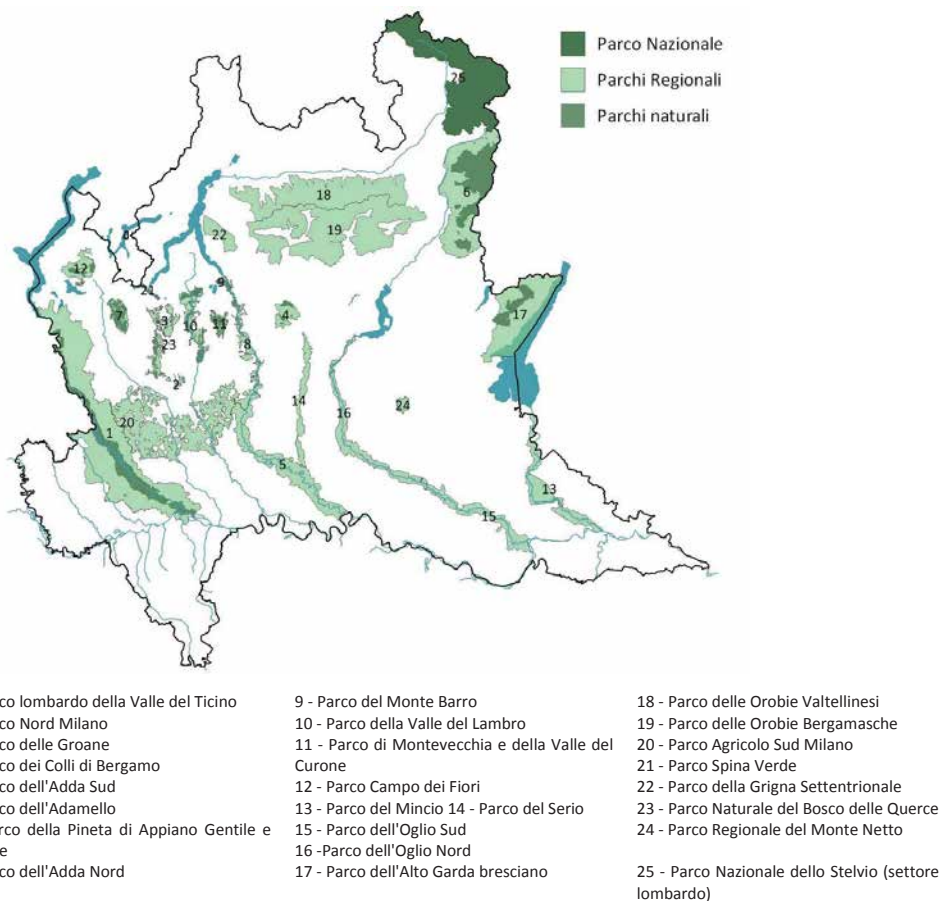 Parco Nazionale
Parchi Regionali
Parchi naturali
25
18
6
19
22
12
9
21
17
7
3
10
11
4
23
8
2
14
16
24
20
1
5
13
15
co lombardo della Valle del Ticino
co Nord Milano
co delle Groane
co dei Colli di Bergamo
co dell'Adda Sud
co dell'Adamello
rco della Pineta di Appiano Gentile e
e
co dell'Adda Nord
9 - Parco del Monte Barro
10 - Parco della Valle del Lambro
11 - Parco di Montevecchia e della Valle del
Curone
12 - Parco Campo dei Fiori
13 - Parco del Mincio 14 - Parco del Serio
15 - Parco dell'Oglio Sud
16 -Parco dell'Oglio Nord
17 - Parco dell'Alto Garda bresciano
18 - Parco delle Orobie Valtellinesi
19 - Parco delle Orobie Bergamasche
20 - Parco Agricolo Sud Milano
21 - Parco Spina Verde
22 - Parco della Grigna Settentrionale
23 - Parco Naturale del Bosco delle Querce
24 - Parco Regionale del Monte Netto
25 - Parco Nazionale dello Stelvio (settore
lombardo)